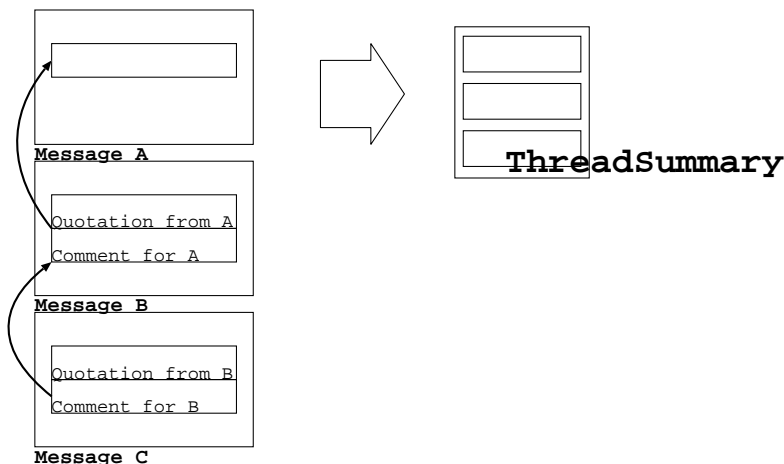 Message A
ThreadSummary
Quotation from A
Comment for A
Message B
Quotation from B
Comment for B
Message C